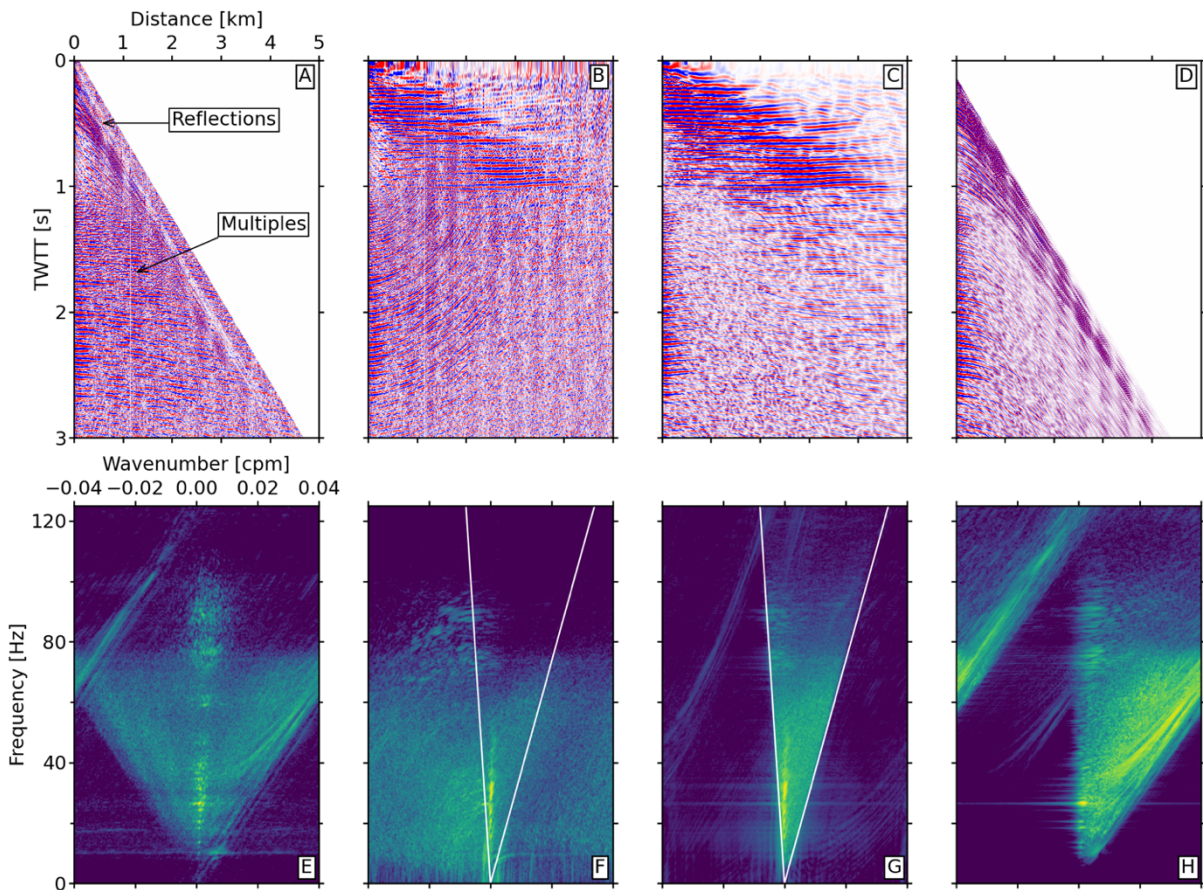 Distance [km]
0 1 2 3 4 5
0
1
2
3
TWTT [s]
A
Reflections
Multiples
B
C
D
Wavenumber [cpm]
−0.04 −0.02 0.00 0.02 0.04
120
80
40
0
Frequency [Hz]
E
F
G
H